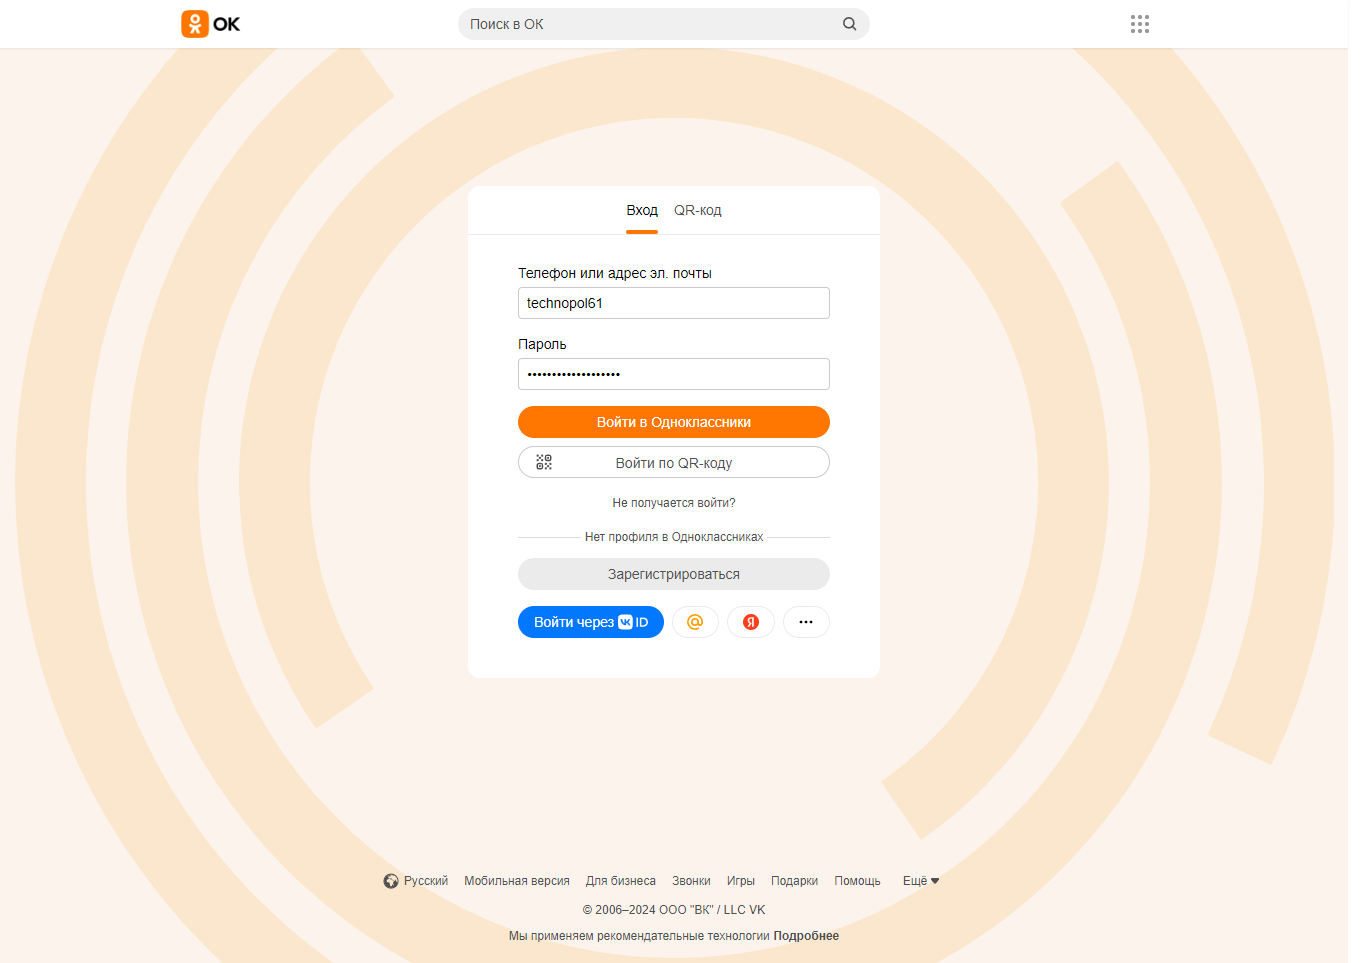 ОК
Поиск в ОК
Вход QR-код
Телефон или адрес эл. почты
technopol61
Пароль
•••••••••••••••••••
Войти в Одноклассники
Войти по QR-коду
Не получается войти?
Нет профиля в Одноклассниках
Зарегистрироваться
Войти через VK ID @ Я ...
Русский Мобильная версия Для бизнеса Звонки Игры Подарки Помощь Ещё
© 2006–2024 ООО "ВК" / LLC VK
Мы применяем рекомендательные технологии Подробнее